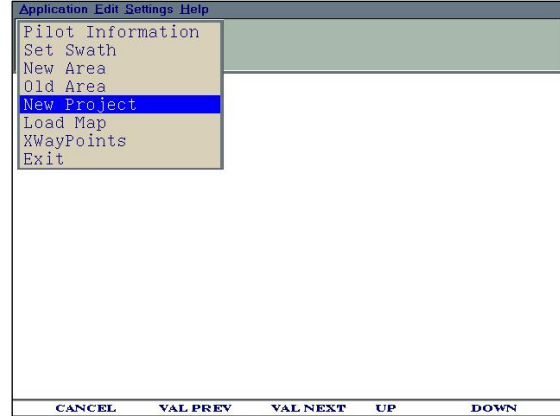 Application Edit Settings Help
Pilot Information
Set Swath
New Area
Old Area
New Project
Load Map
XWayPoints
Exit
CANCEL VAL PREV VAL NEXT UP DOWN